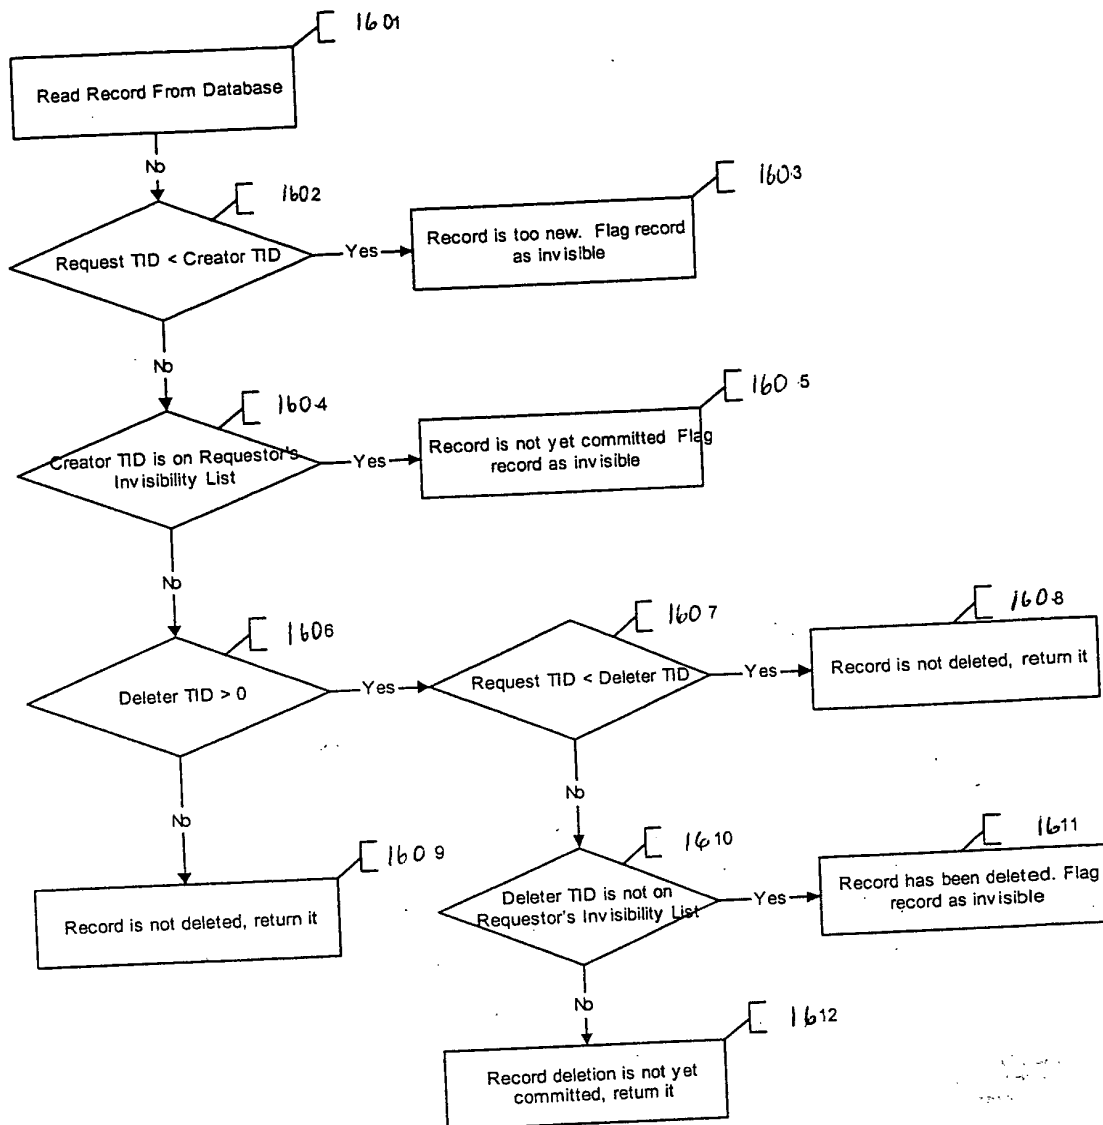 1601
Read Record From Database
No
1602
Request TID < Creator TID
Yes
1603
Record is too new. Flag record
as invisible
No
1604
Creator TID is on Requestor's
Invisibility List
Yes
1605
Record is not yet committed Flag
record as invisible
No
1606
Deleter TID > 0
Yes
1607
Request TID < Deleter TID
Yes
1608
Record is not deleted, return it
No
1609
Record is not deleted, return it
No
1610
Deleter TID is not on
Requestor's Invisibility List
Yes
1611
Record has been deleted. Flag
record as invisible
No
1612
Record deletion is not yet
committed, return it